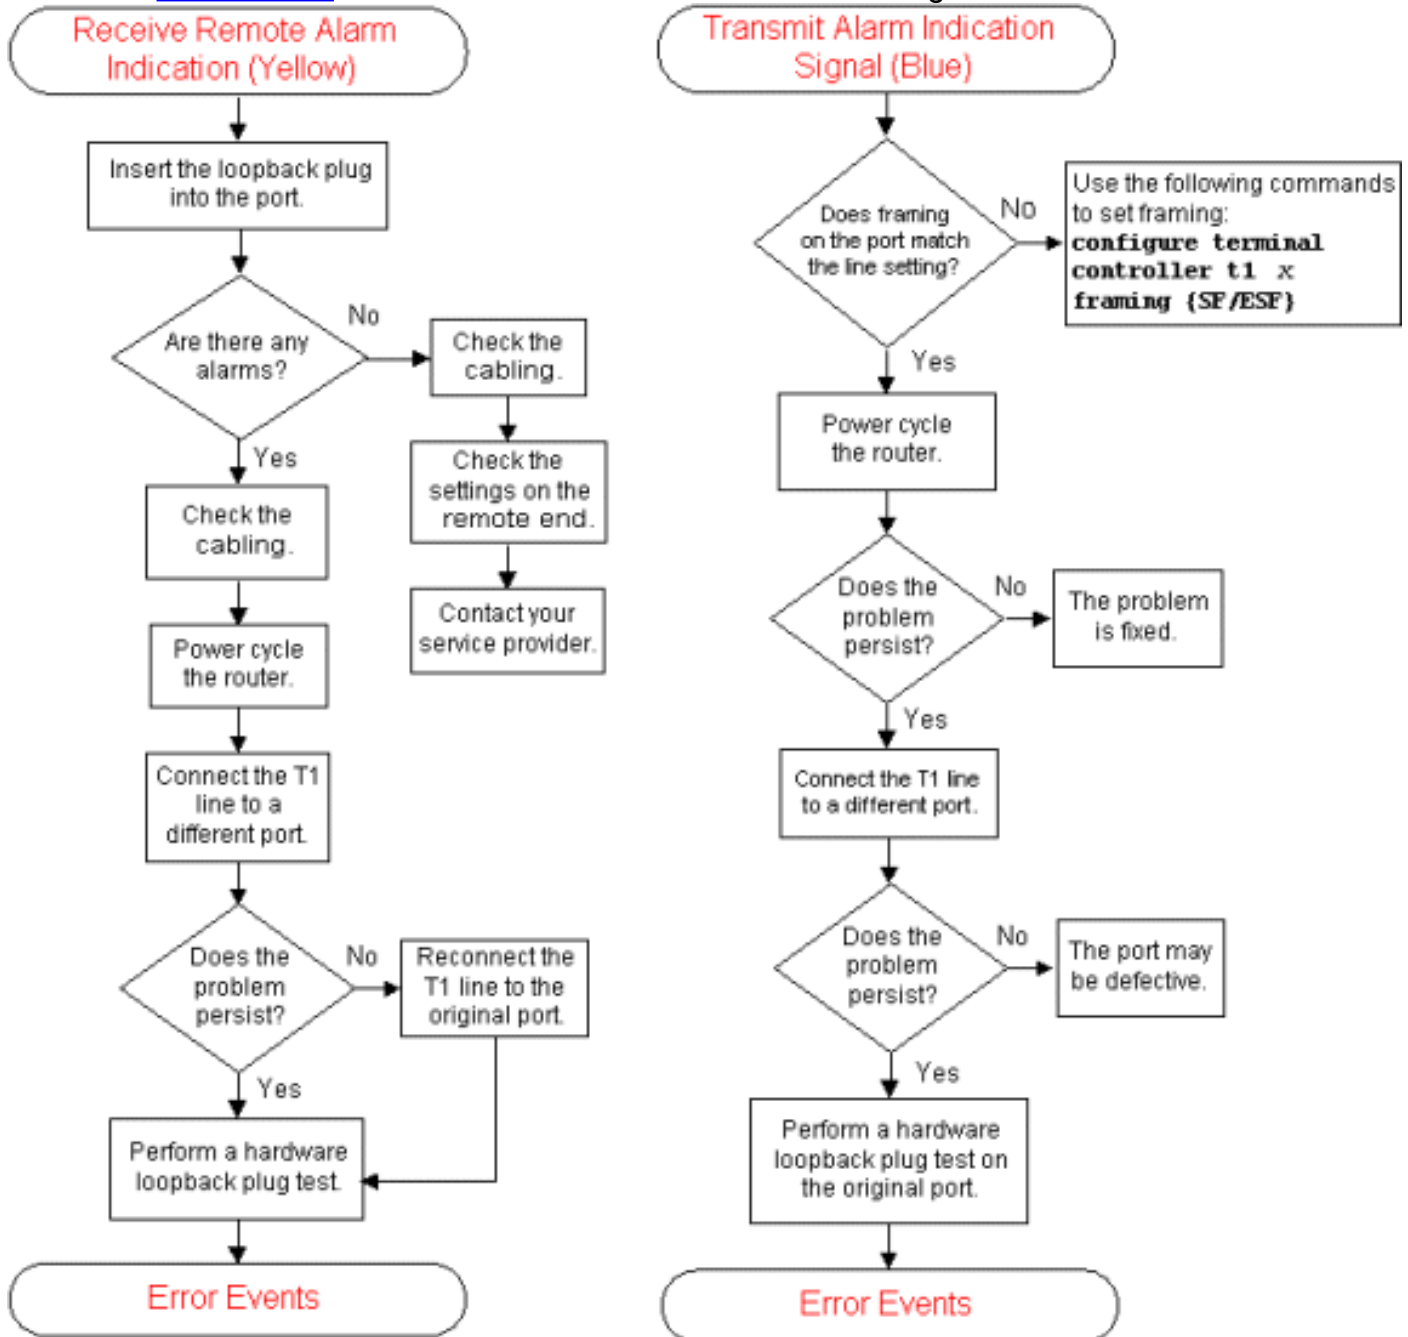 Receive Remote Alarm
Indication (Yellow)
Insert the loopback plug
into the port.
Are there any
alarms?
No
Check the
cabling.
Check the
settings on the
remote end.
Contact your
service provider.
Yes
Check the
cabling.
Power cycle
the router.
Connect the T1
line to a
different port.
Does the
problem
persist?
No
Reconnect the
T1 line to the
original port.
Yes
Perform a hardware
loopback plug test.
Error Events
Transmit Alarm Indication
Signal (Blue)
Does framing
on the port match
the line setting?
No
Use the following commands
to set framing:
configure terminal
controller t1 x
framing {SF/ESF}
Yes
Power cycle
the router.
Does the
problem
persist?
No
The problem
is fixed.
Yes
Connect the T1 line
to a different port.
Does the
problem
persist?
No
The port may
be defective.
Yes
Perform a hardware
loopback plug test on
the original port.
Error Events